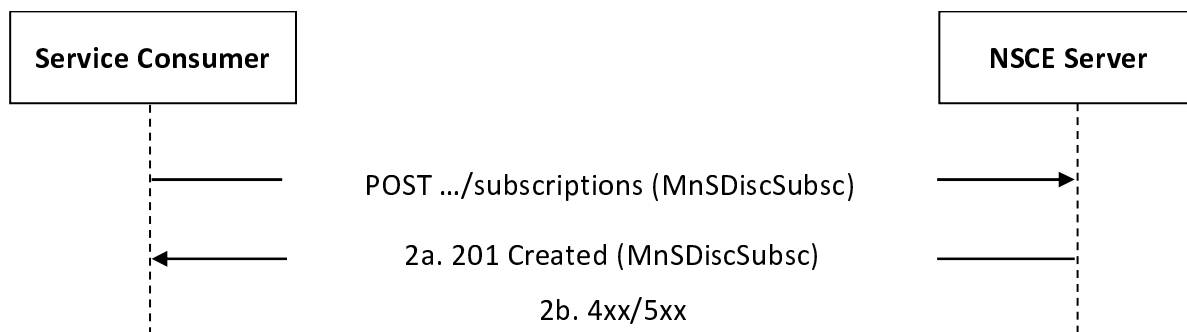 Service Consumer
NSCE Server
POST …/subscriptions (MnSDiscSubsc)
2a. 201 Created (MnSDiscSubsc)
2b. 4xx/5xx